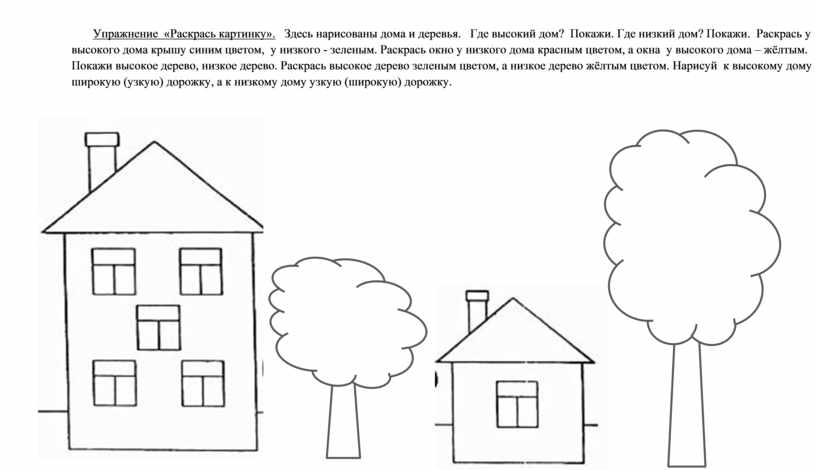 Упражнение «Раскрась картинку». Здесь нарисованы дома и деревья. Где высокий дом? Покажи. Где низкий дом? Покажи. Раскрась у
высокого дома крышу синим цветом, у низкого - зеленым. Раскрась окно у низкого дома красным цветом, а окна у высокого дома – жёлтым.
Покажи высокое дерево, низкое дерево. Раскрась высокое дерево зеленым цветом, а низкое дерево жёлтым цветом. Нарисуй к высокому дому
широкую (узкую) дорожку, а к низкому дому узкую (широкую) дорожку.